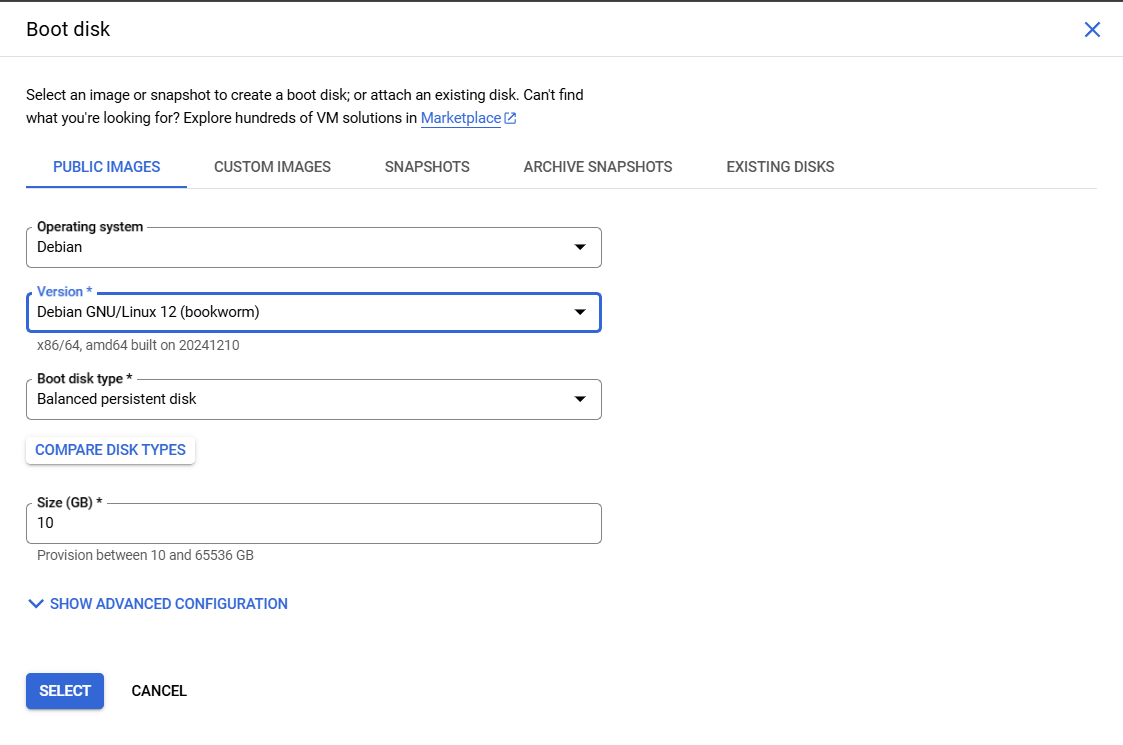 Boot disk
Select an image or snapshot to create a boot disk; or attach an existing disk. Can't find
what you're looking for? Explore hundreds of VM solutions in Marketplace
PUBLIC IMAGES CUSTOM IMAGES SNAPSHOTS ARCHIVE SNAPSHOTS EXISTING DISKS
Operating system
Debian
Version *
Debian GNU/Linux 12 (bookworm)
x86/64, amd64 built on 20241210
Boot disk type *
Balanced persistent disk
COMPARE DISK TYPES
Size (GB) *
10
Provision between 10 and 65536 GB
SHOW ADVANCED CONFIGURATION
SELECT CANCEL